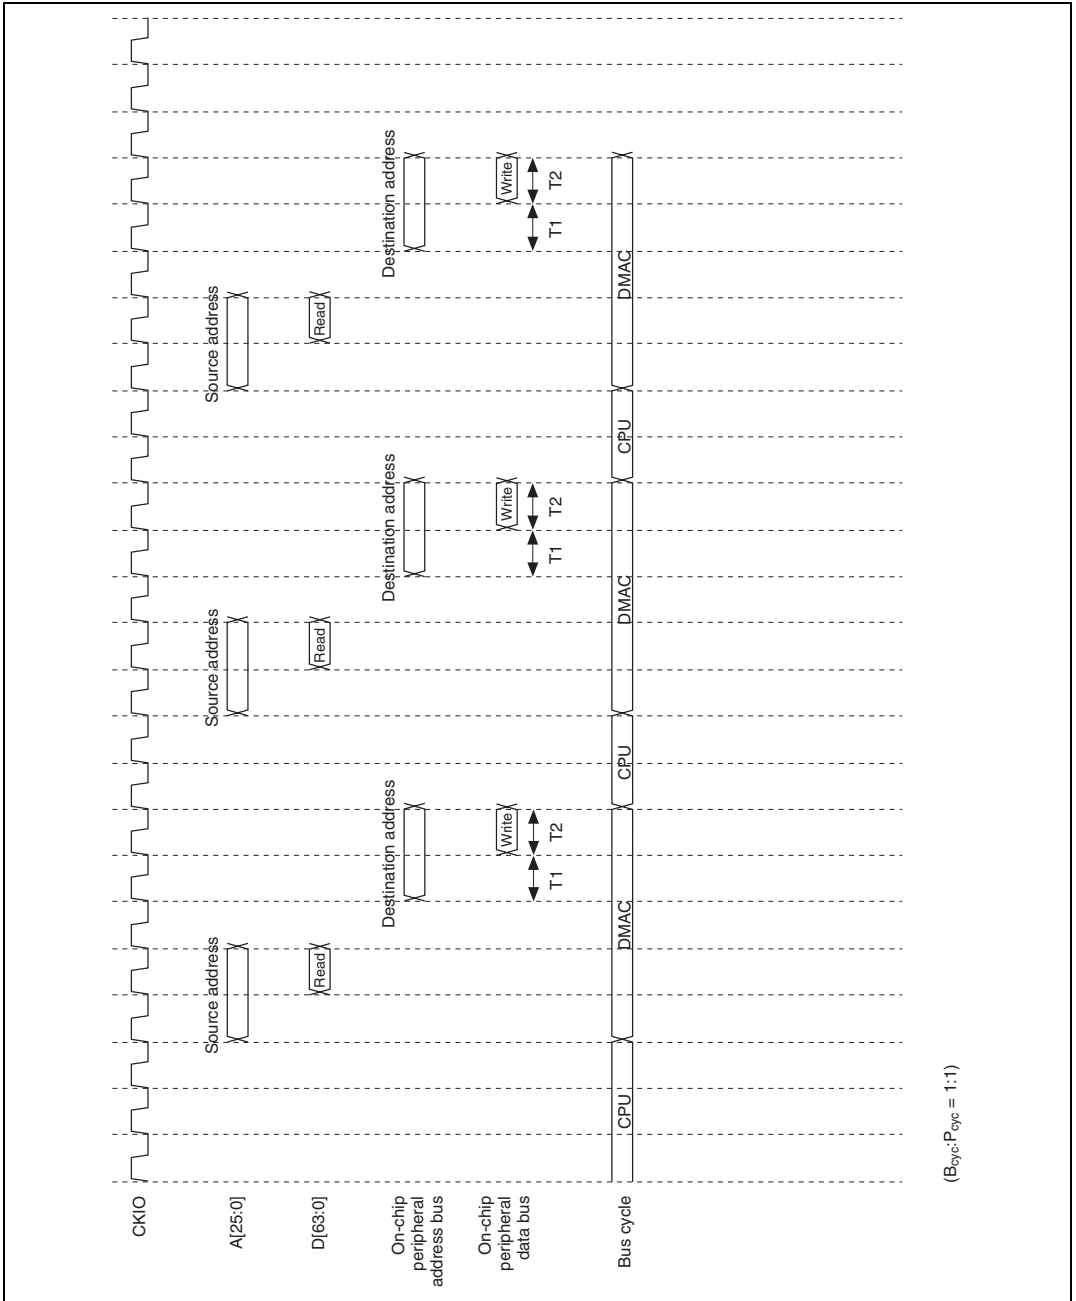 CKIO
A[25:0]
Source address
Source address
Source address
D[63:0]
Read
Read
Read
On-chip
peripheral
address bus
Destination address
Destination address
Destination address
On-chip
peripheral
data bus
Write
Write
Write
T1
T2
T1
T2
T1
T2
Bus cycle
CPU
DMAC
CPU
DMAC
CPU
DMAC
(Bcyc:Pcyc = 1:1)